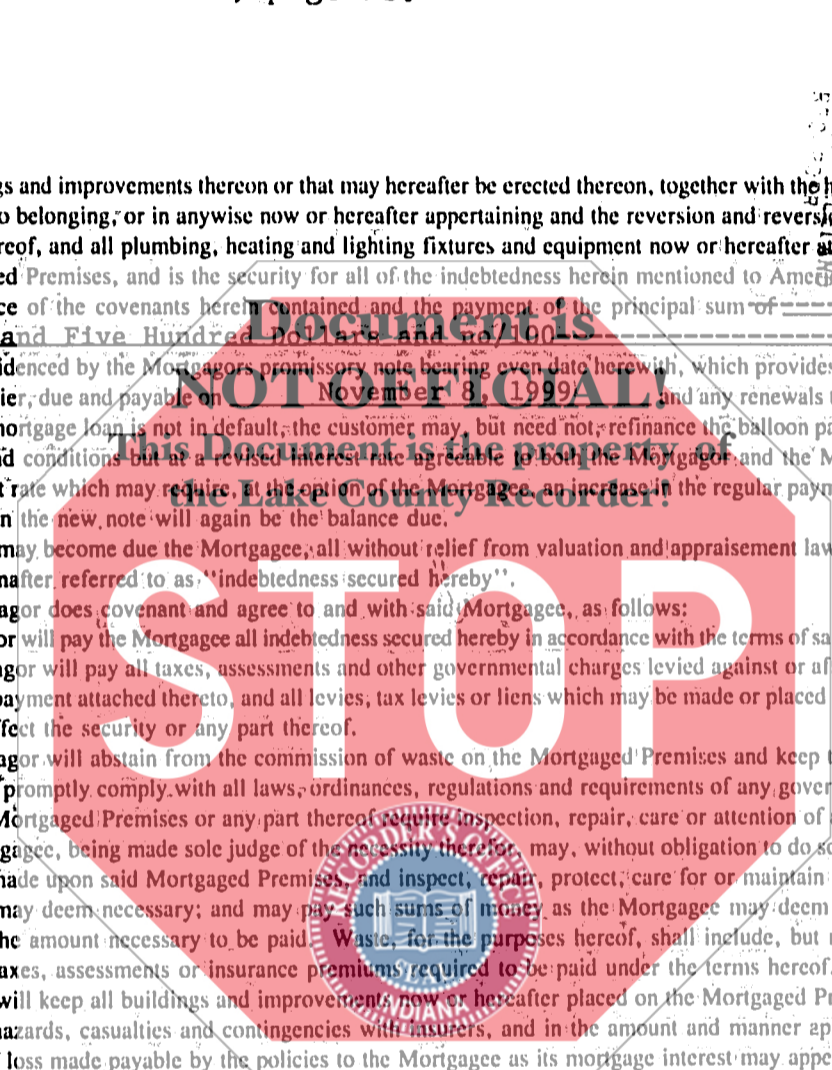 gs and improvements thereon or that may hereafter be erected thereon, together with the h
o belonging, or in anywise now or hereafter appertaining and the reversion and reversi
reof, and all plumbing, heating and lighting fixtures and equipment now or hereafter a
ed Premises, and is the security for all of the indebtedness herein mentioned to Amer
ce of the covenants herein contained and the payment of the principal sum of
Document is
and Five Hundred Dollars and no/100
idenced by the Mortgagors promissory note bearing even date herewith, which provides
NOT OFFICIAL!
ier, due and payable on November 8, (1999) and any renewals
ortgage loan is not in default, the customer may, but need not, refinance the balloon pa
This Document is the property of
d conditions but at a revised interest rate agreeable to both the Mortgagor and the M
the Lake County Recorder!
t rate which may require, at the option of the Mortgagee, an increase in the regular paym
n the new note will again be the balance due.
may become due the Mortgagee, all without relief from valuation and appraisement law
nafter referred to as "indebtedness secured hereby".
agor does covenant and agree to and with said Mortgagee, as follows:
or will pay the Mortgagee all indebtedness secured hereby in accordance with the terms of sa
agor will pay all taxes, assessments and other governmental charges levied against or af
payment attached thereto, and all levies, tax levies or liens which may be made or placed
ffect the security or any part thereof.
STOP
agor will abstain from the commission of waste on the Mortgaged Premises and keep t
promptly comply with all laws, ordinances, regulations and requirements of any gover
Mortgaged Premises or any part thereof require inspection, repair, care or attention of
gagee, being made sole judge of the necessity therefor, may, without obligation to do so
made upon said Mortgaged Premises, and inspect, repair, protect, care for or maintain
may deem necessary; and may pay such sums of money as the Mortgagee may deem
he amount necessary to be paid. Waste, for the purposes hereof, shall include, but
axes, assessments or insurance premiums required to be paid under the terms hereof.
will keep all buildings and improvements now or hereafter placed on the Mortgaged Pr
hazards, casualties and contingencies with insurers, and in the amount and manner ap
loss made payable by the policies to the Mortgagee as its mortgage interest may appe
RECORDER'S OFFICE
SEAL
INDIANA